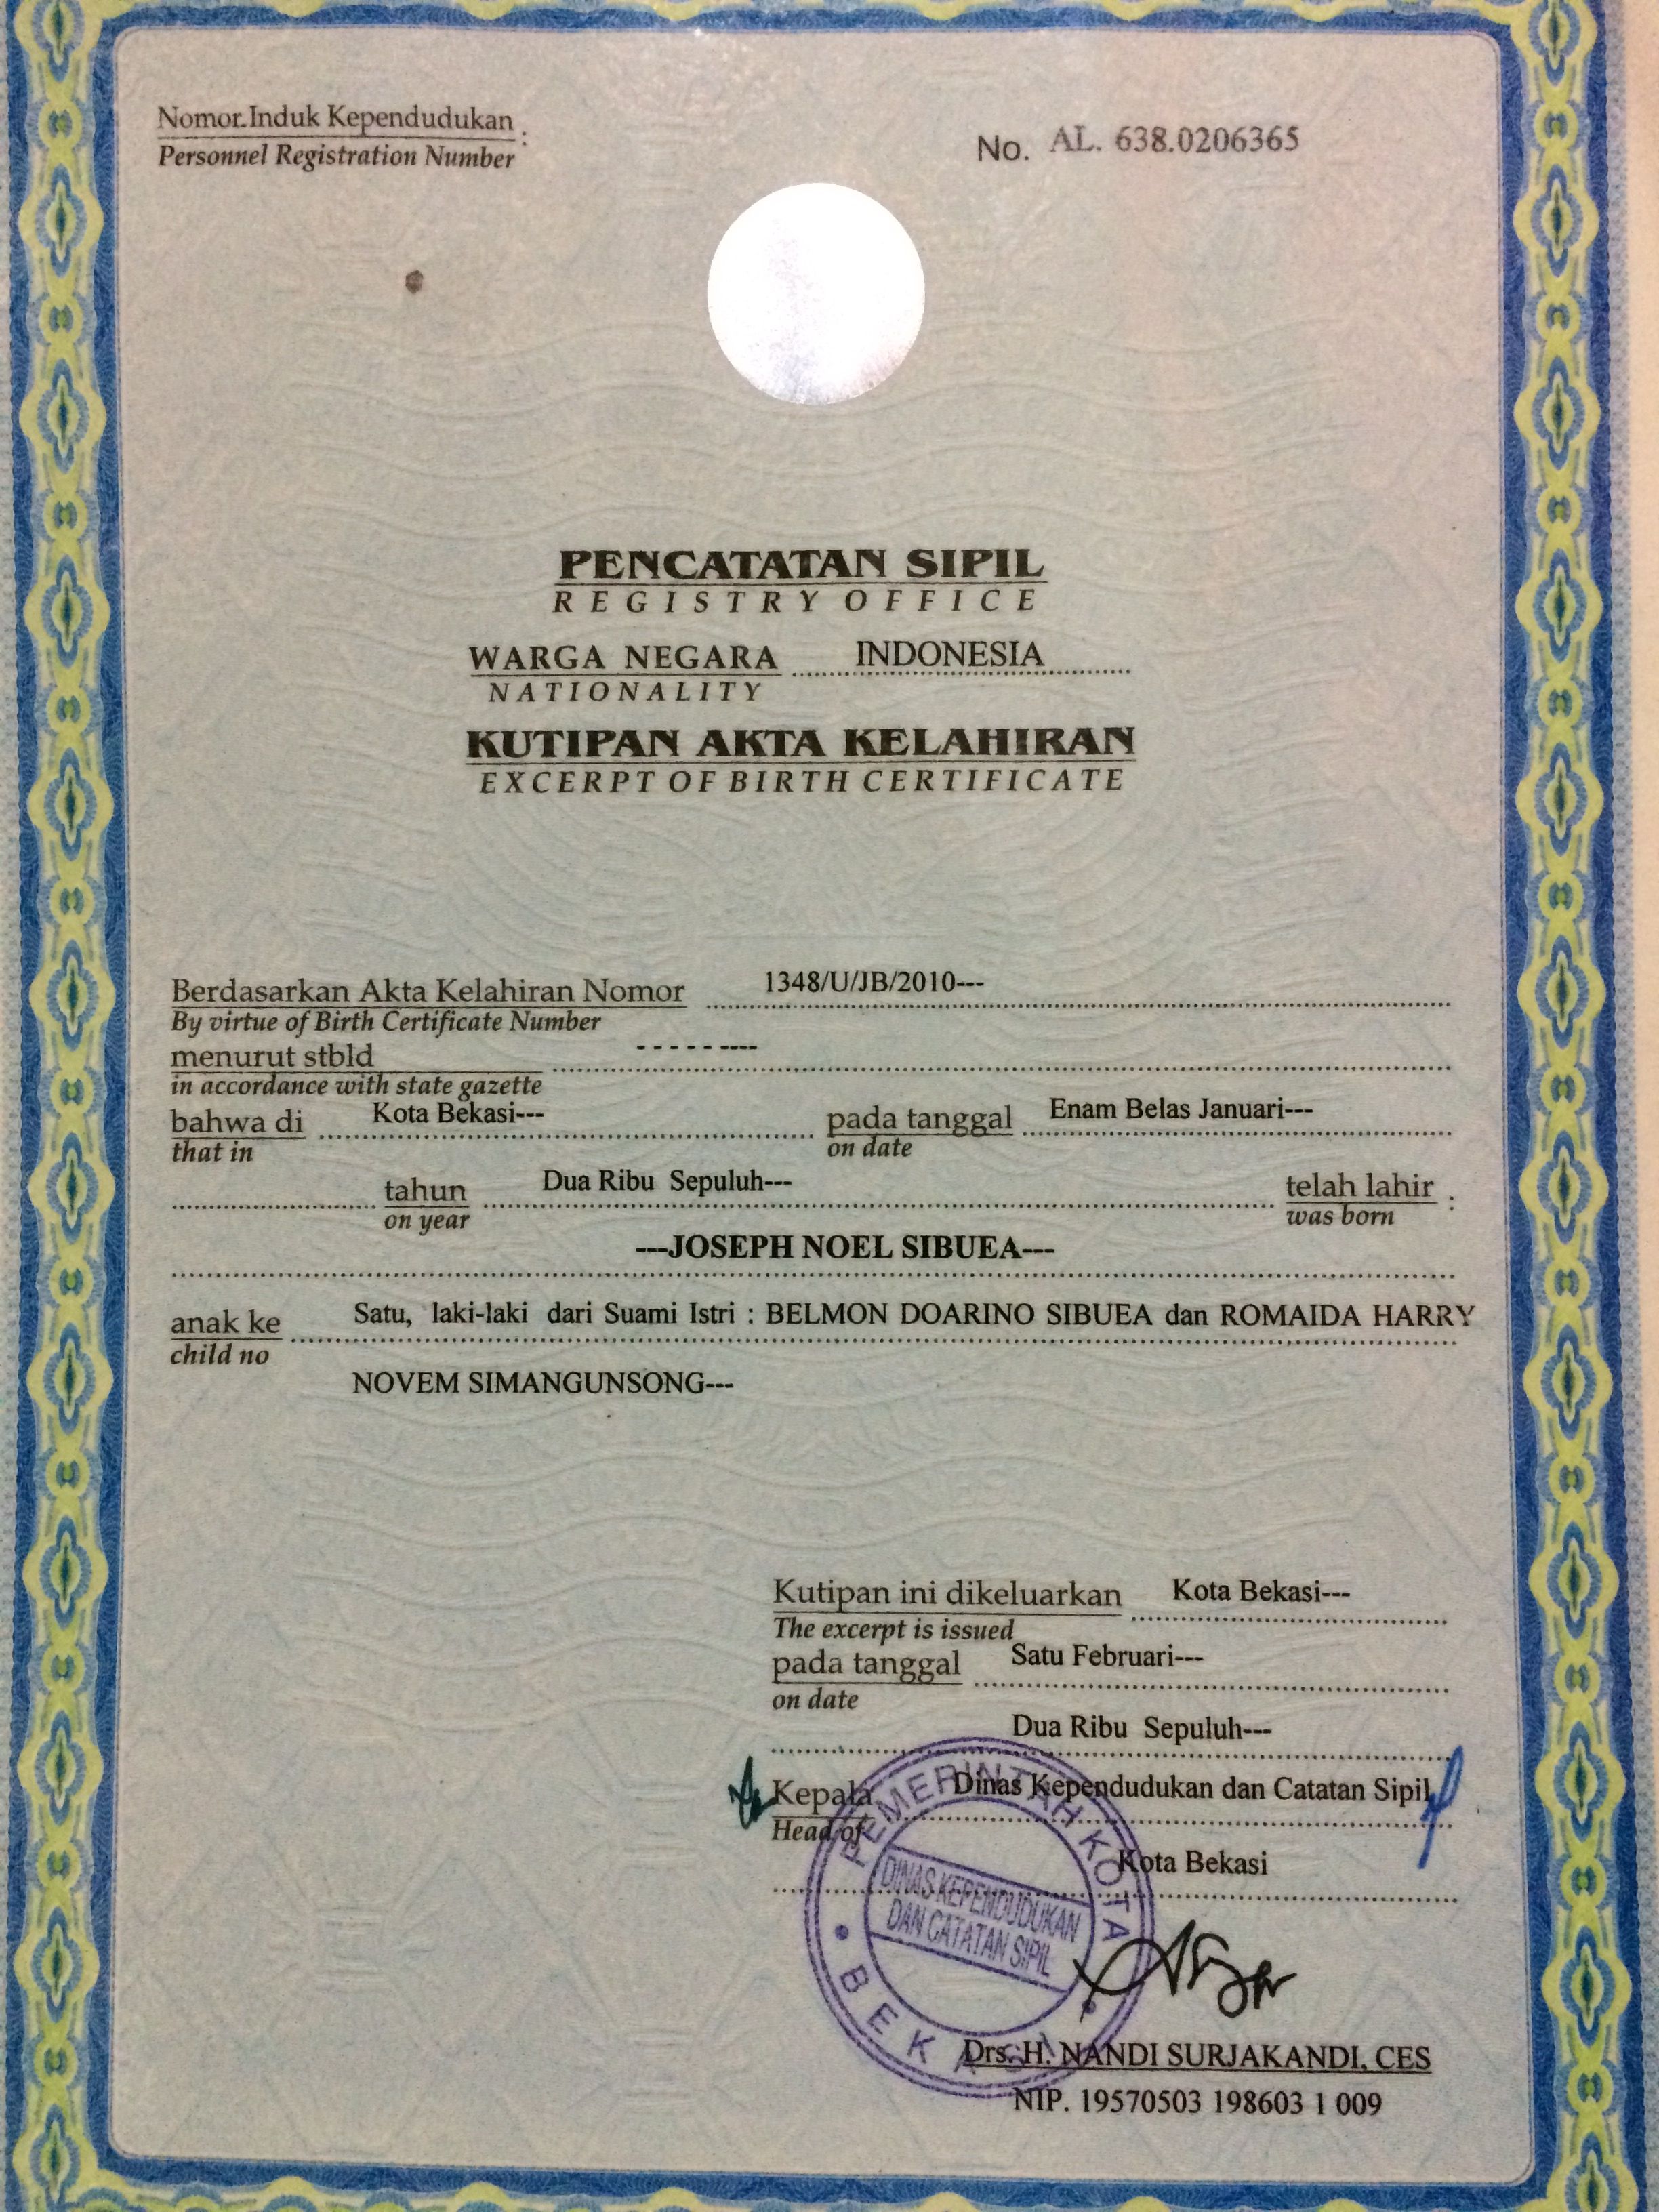 Nomor Induk Kependudukan :
Personnel Registration Number
No. AL. 638.0206365
PENCATATAN SIPIL
REGISTRY OFFICE
WARGA NEGARA INDONESIA
NATIONALITY
KUTIPAN AKTA KELAHIRAN
EXCERPT OF BIRTH CERTIFICATE
Berdasarkan Akta Kelahiran Nomor 1348/U/JB/2010---
By virtue of Birth Certificate Number
menurut stbld ---------
in accordance with state gazette
bahwa di Kota Bekasi--- pada tanggal Enam Belas Januari---
that in on date
tahun Dua Ribu Sepuluh--- telah lahir :
on year was born
---JOSEPH NOEL SIBUEA---
anak ke Satu, laki-laki dari Suami Istri : BELMON DOARINO SIBUEA dan ROMAIDA HARRY
child no
NOVEM SIMANGUNSONG---
Kutipan ini dikeluarkan Kota Bekasi---
The excerpt is issued
pada tanggal Satu Februari---
on date
Dua Ribu Sepuluh---
Kepala Dinas Kependudukan dan Catatan Sipil
Head of
Kota Bekasi
PEMERINTAH KOTA
DINAS KEPENDUDUKAN
DAN CATATAN SIPIL
BEKASI
Drs. H. NANDI SURJAKANDI, CES
NIP. 19570503 198603 1 009